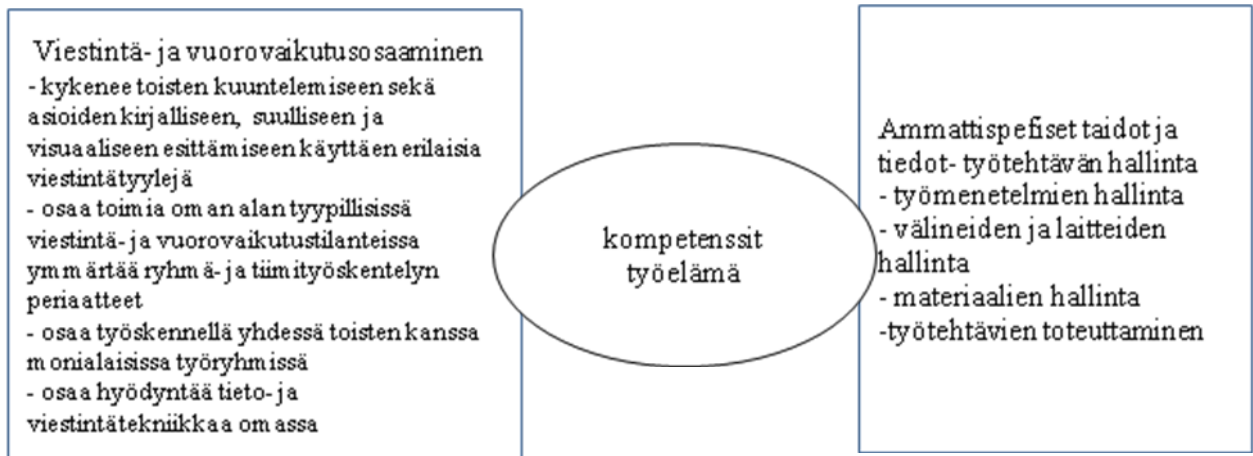 Viestintä- ja vuorovaikutusosaaminen
- kykenee toisten kuuntelemiseen sekä
asioiden kirjalliseen, suulliseen ja
visuaaliseen esittämiseen käyttäen erilaisia
viestintätyylejä
- osaa toimia oman alan tyypillisissä
viestintä- ja vuorovaikutustilanteissa
ymmärtää ryhmä- ja tiimityöskentelyn
periaatteet
- osaa työskennellä yhdessä toisten kanssa
monialaisissa työryhmissä
- osaa hyödyntää tieto- ja
viestintätekniikkaa omassa
kompetenssit
työelämä
Ammattispefiset taidot ja
tiedot- työtehtävän hallinta
- työmenetelmien hallinta
- välineiden ja laitteiden
hallinta
- materiaalien hallinta
-työtehtävien toteuttaminen